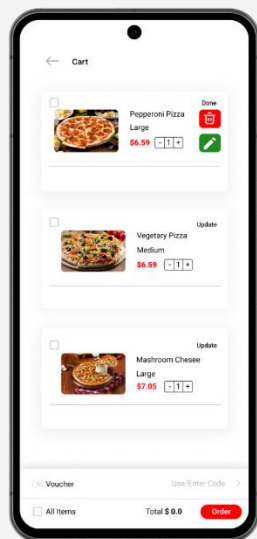 Cart
Done
Pepperoni Pizza
Large
$6.59 - 1 +
Update
Vegetary Pizza
Medium
$6.59 - 1 +
Update
Mashroom Chesee
Large
$7.05 - 1 +
Voucher Use/Enter Code
All Items Total $ 0.0 Order